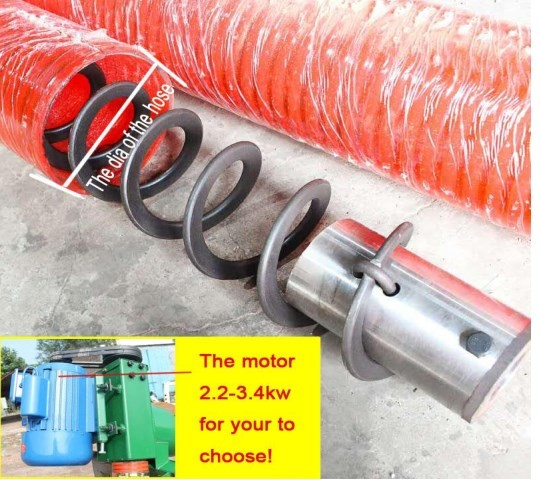 The dia of the hose
The motor
2.2-3.4kw
for your to
choose!